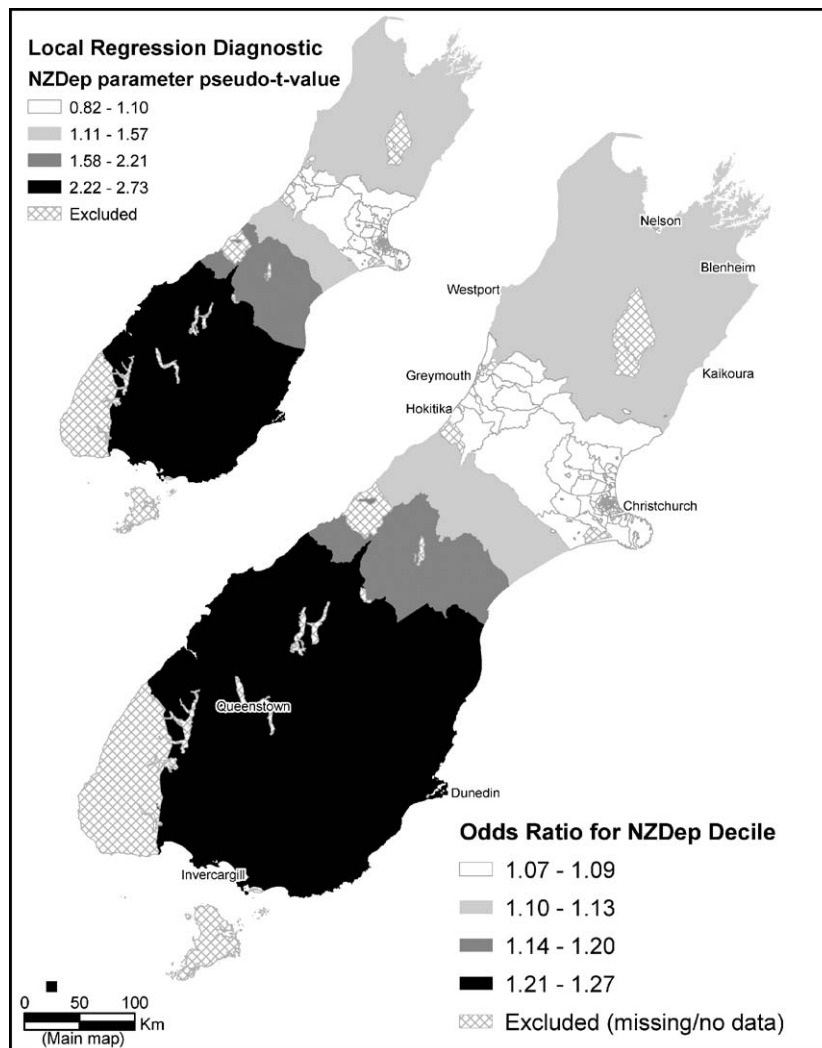 Local Regression Diagnostic
NZDep parameter pseudo-t-value
0.82 - 1.10
1.11 - 1.57
1.58 - 2.21
2.22 - 2.73
Excluded
Nelson
Blenheim
Westport
Kaikoura
Greymouth
Hokitika
Christchurch
Queenstown
Dunedin
Invercargill
Odds Ratio for NZDep Decile
1.07 - 1.09
1.10 - 1.13
1.14 - 1.20
1.21 - 1.27
Excluded (missing/no data)
0 50 100
Km
(Main map)